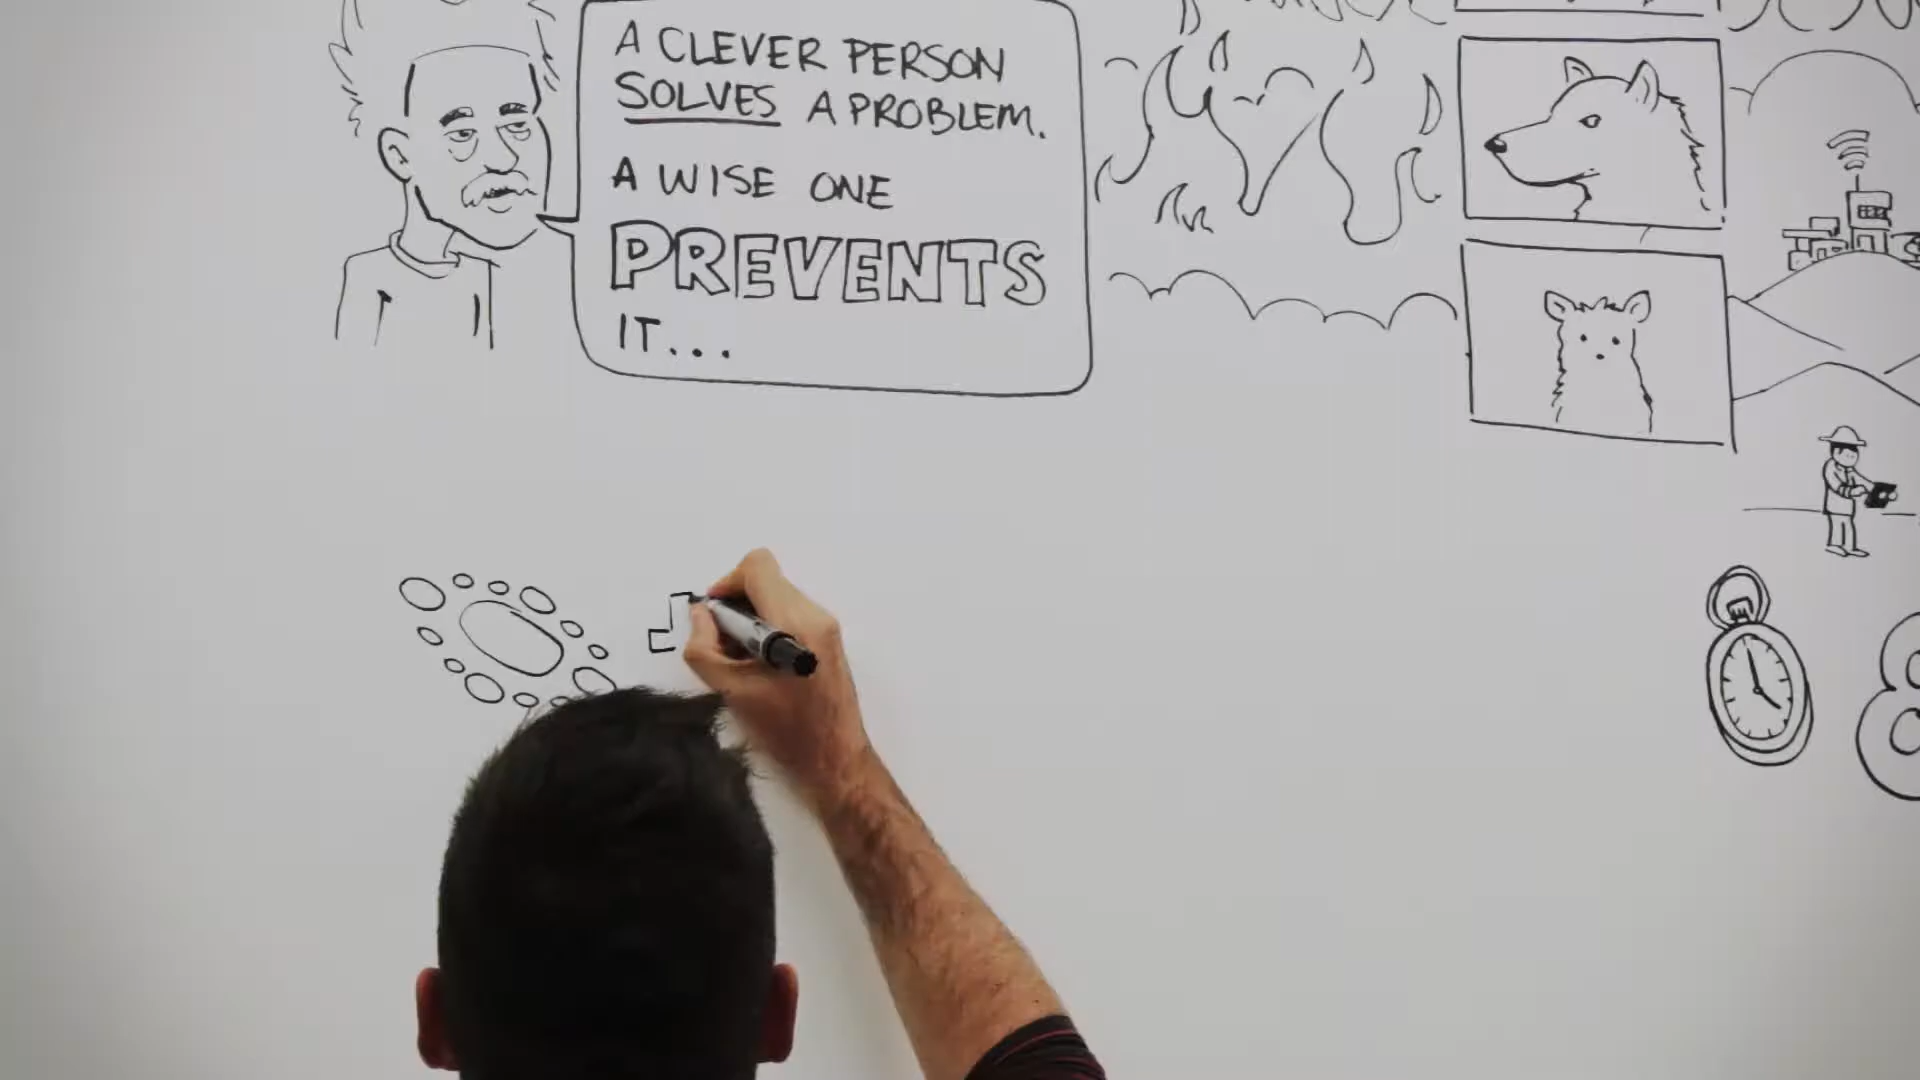 A CLEVER PERSON
SOLVES A PROBLEM.
A WISE ONE
PREVENTS
IT...